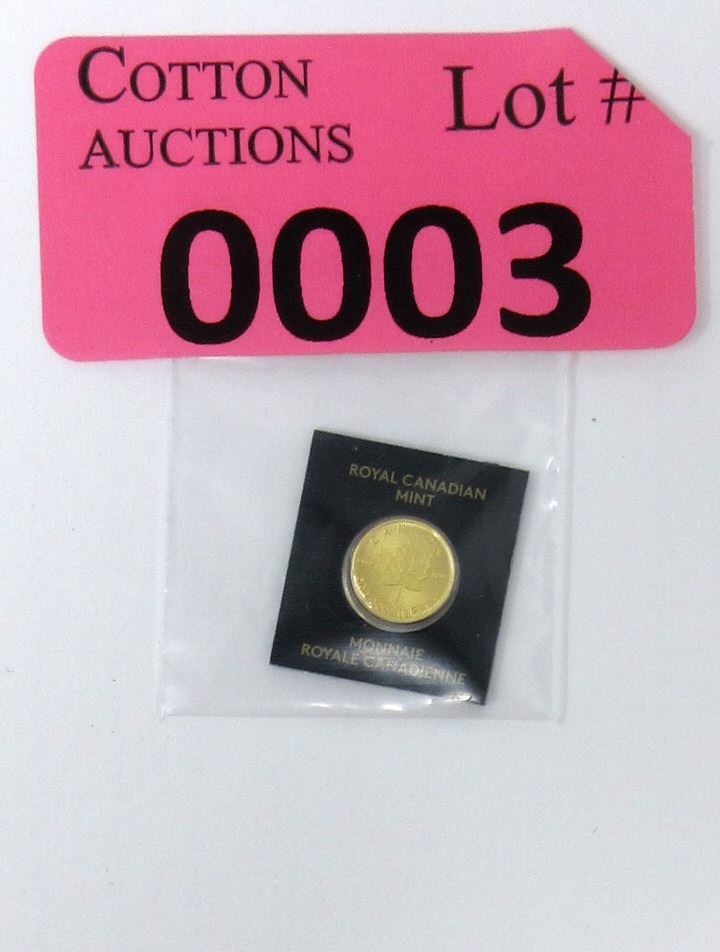 COTTON
AUCTIONS
Lot #
0003
ROYAL CANADIAN
MINT
MONNAIE
ROYALE CANADIENNE